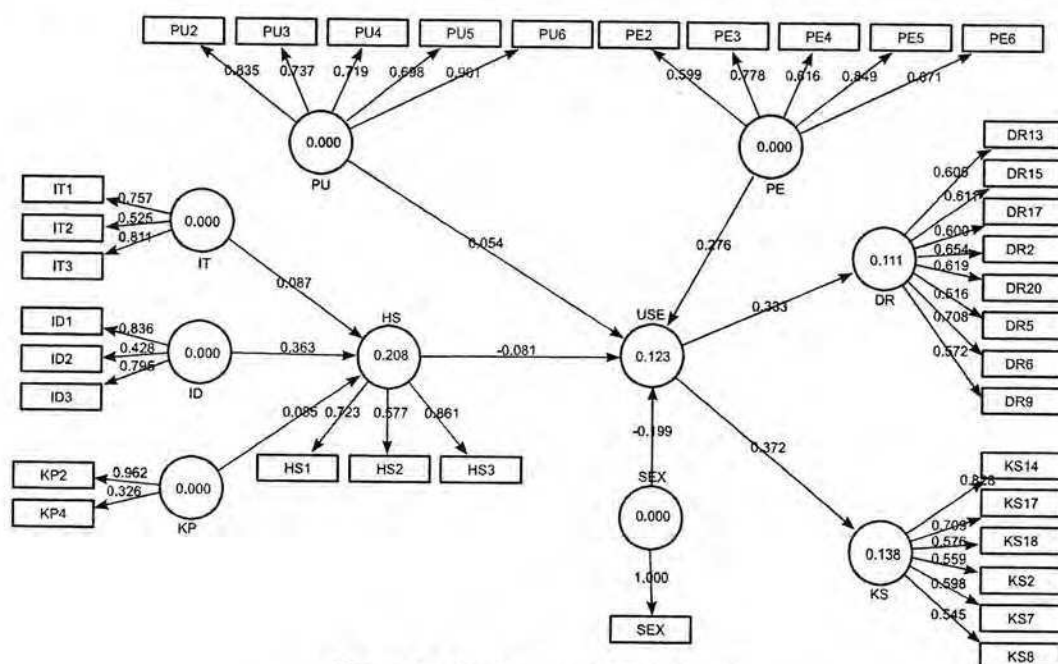 PU2 PU3 PU4 PU5 PU6 PE2 PE3 PE4 PE5 PE6
0.835 0.737 0.719 0.698 0.901 0.599 0.778 0.616 0.849 0.671
0.000
PU
0.000
PE
IT1
IT2
IT3
0.757
0.525
0.811
0.000
IT
0.087
0.054
0.276
DR13
DR15
DR17
DR2
DR20
DR5
DR6
DR9
0.605
0.611
0.600
0.654
0.619
0.516
0.708
0.572
0.111
DR
0.333
ID1
ID2
ID3
0.836
0.428
0.795
0.000
ID
0.363
HS
0.208
-0.081
USE
0.123
0.085 0.723 0.577 0.861
HS1 HS2 HS3
KP2
KP4
0.962
0.326
0.000
KP
-0.199
SEX
0.000
1.000
SEX
0.372
KS14
KS17
KS18
KS2
KS7
KS8
0.828
0.709
0.576
0.559
0.598
0.545
0.138
KS